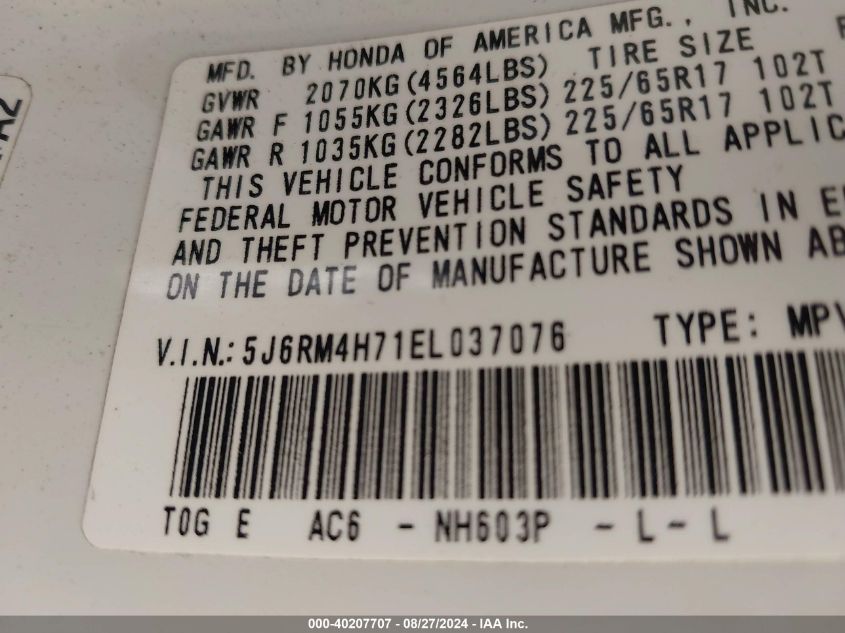 MFD. BY HONDA OF AMERICA MFG., INC.
GVWR 2070KG(4564LBS) TIRE SIZE
GAWR F 1055KG(2326LBS) 225/65R17 102T
GAWR R 1035KG(2282LBS) 225/65R17 102T
THIS VEHICLE CONFORMS TO ALL APPLIC
FEDERAL MOTOR VEHICLE SAFETY
AND THEFT PREVENTION STANDARDS IN
ON THE DATE OF MANUFACTURE SHOWN AB
V.I.N.: 5J6RM4H71EL037076 TYPE: MPV
T0G E AC6 - NH603P - L - L
000-40207707 - 08/27/2024 - IAA Inc.